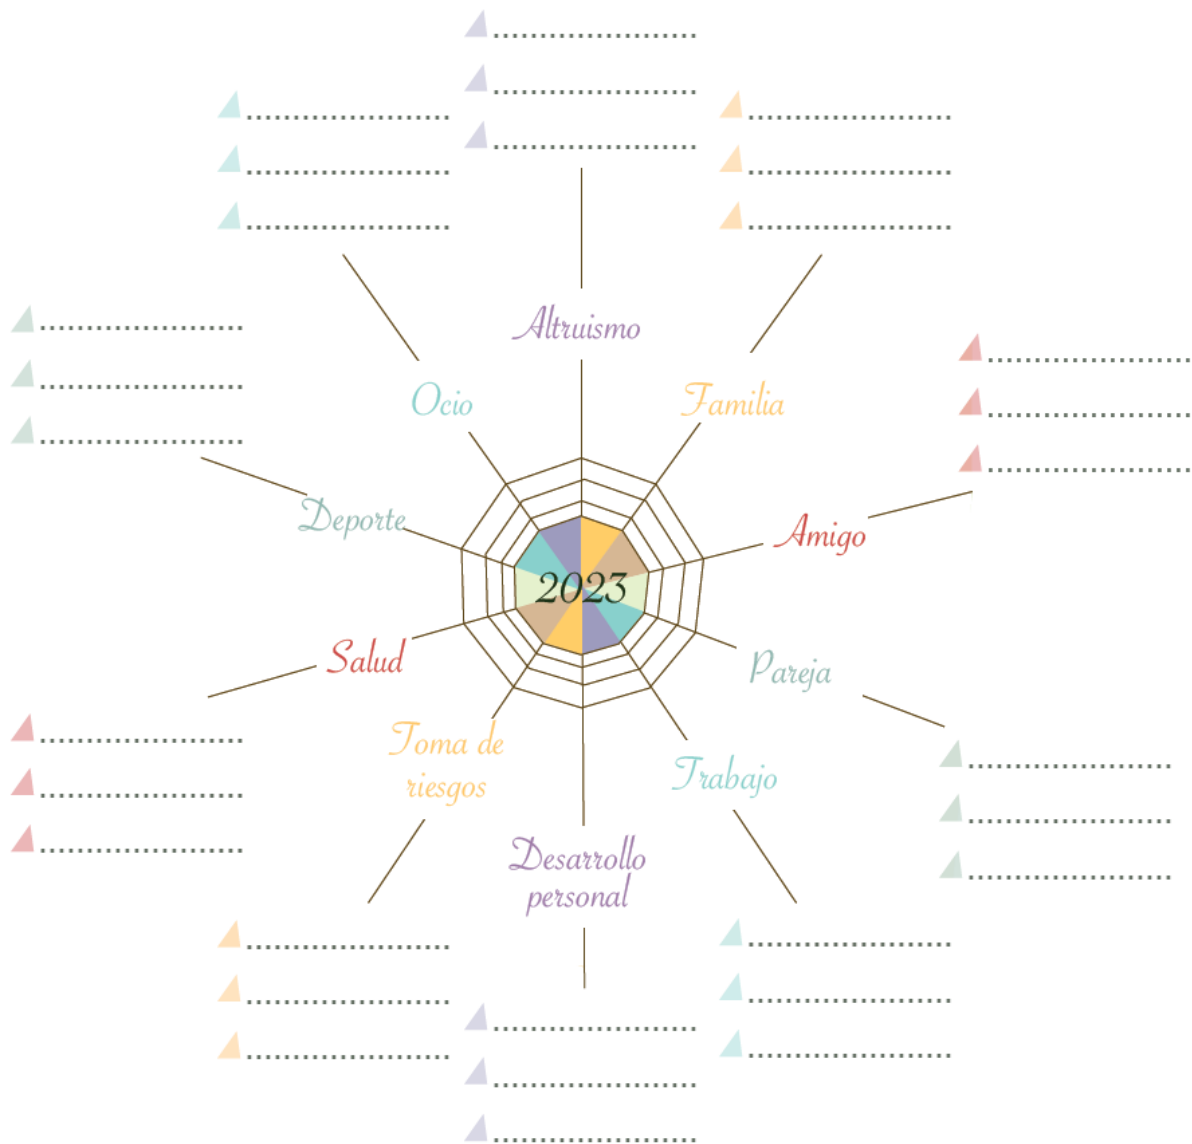 Altruismo
Ocio
Familia
Deporte
Amigo
2023
Salud
Pareja
Toma de
riesgos
Trabajo
Desarrollo
personal